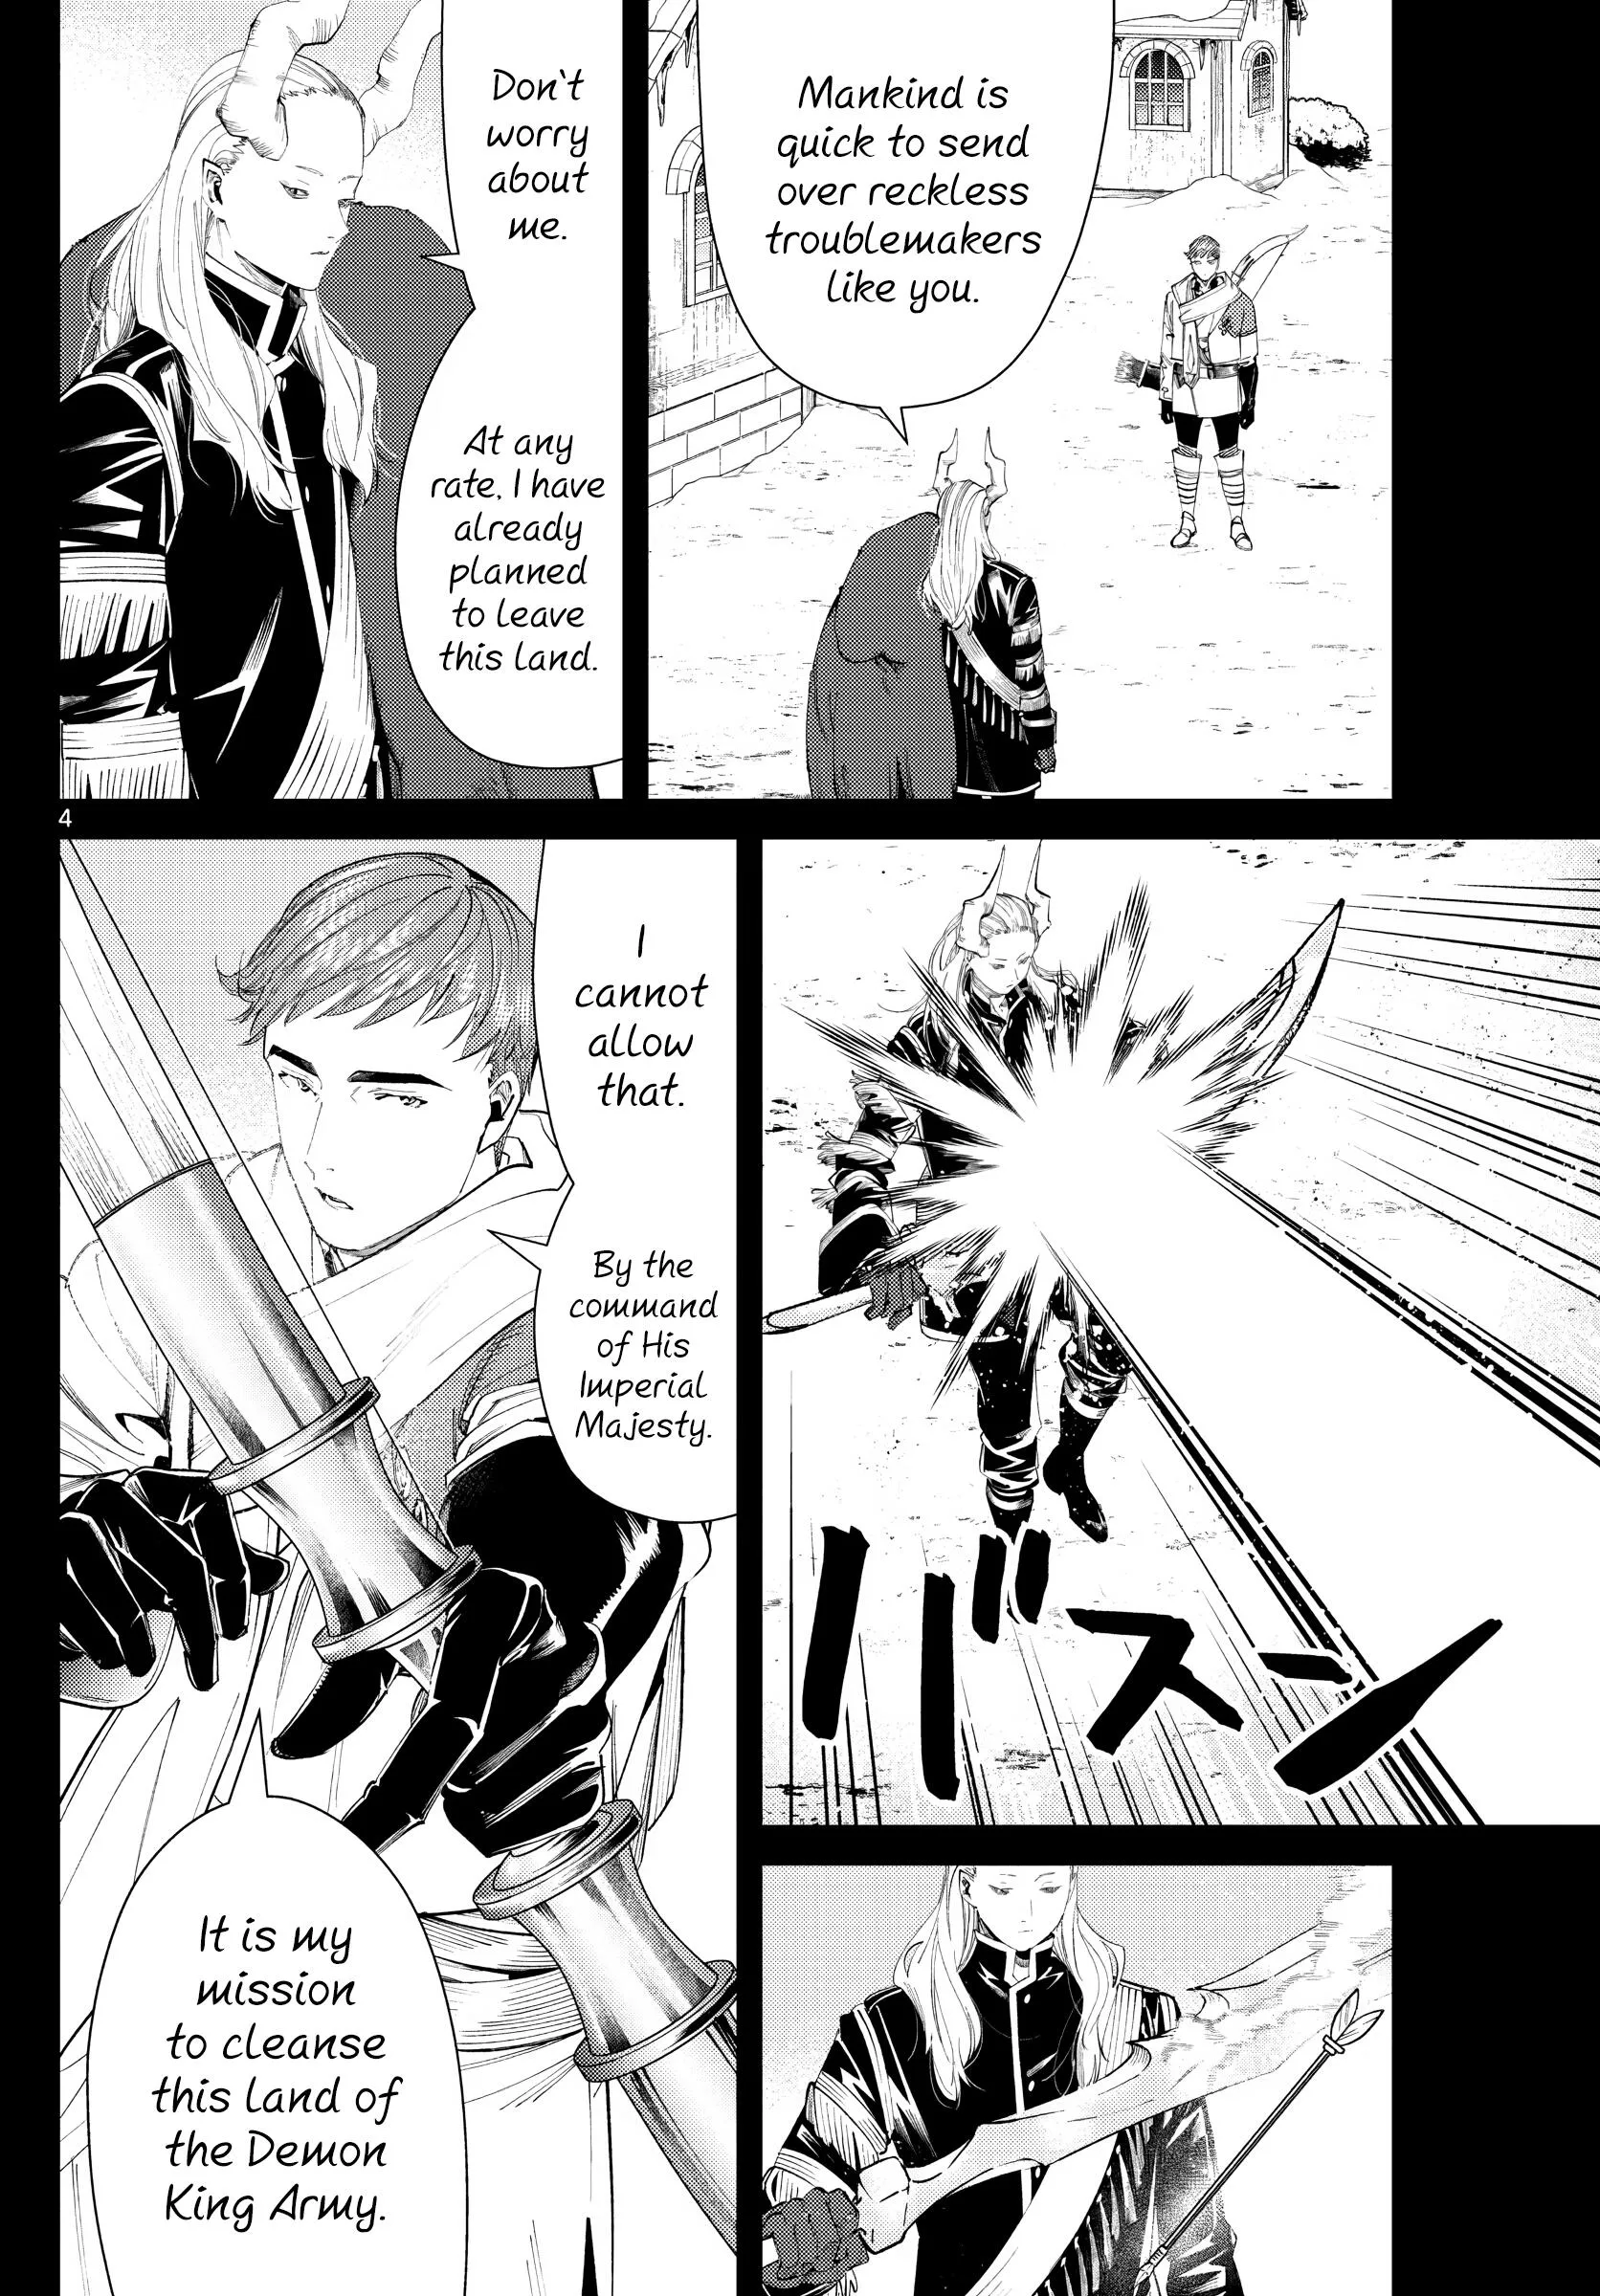 Mankind is
quick to send
over reckless
troublemakers
like you.
Don't
worry
about
me.
At any
rate, I have
already
planned
to leave
this land.
4
バスン
I
cannot
allow
that.
By the
command
of His
Imperial
Majesty.
It is my
mission
to cleanse
this land of
the Demon
King Army.